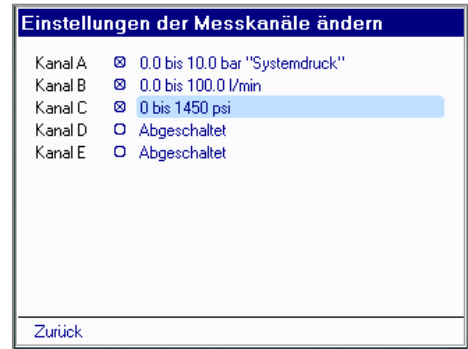 Einstellungen der Messkanäle ändern
Kanal A 0.0 bis 10.0 bar "Systemdruck"
Kanal B 0.0 bis 100.0 l/min
Kanal C 0 bis 1450 psi
Kanal D Abgeschaltet
Kanal E Abgeschaltet
Zurück